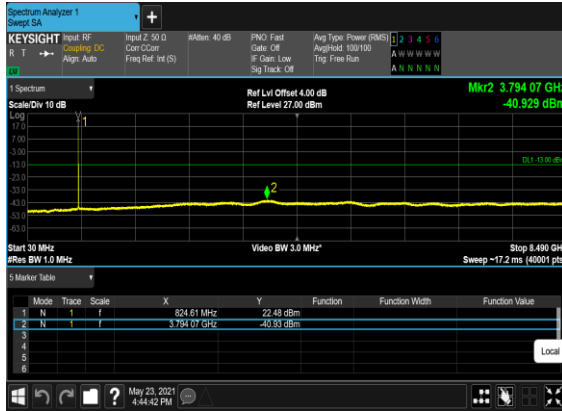 Spectrum Analyzer 1
Swept SA
KEYSIGHT
R T
LU
Input: RF
Coupling: DC
Align: Auto
Input Z: 50 Ω
Corr CCorr
Freq Ref: Int (S)
#Atten: 40 dB
PNO: Fast
Gate: Off
IF Gain: Low
Sig Track: Off
Avg Type: Power (RMS)
Avg|Hold: 100/100
Trig: Free Run
1 2 3 4 5 6
A W W W W W
A N N N N N
1 Spectrum
Scale/Div 10 dB
Ref Lvl Offset 4.00 dB
Ref Level 27.00 dBm
Mkr2 3.794 07 GHz
-40.929 dBm
Log
17.0
7.00
-3.00
-13.0
-23.0
-33.0
-43.0
-53.0
-63.0
1
2
DL1 -13.00 dBm
Start 30 MHz
#Res BW 1.0 MHz
Video BW 3.0 MHz*
Stop 8.490 GH
Sweep ~17.2 ms (40001 pts
5 Marker Table
Mode Trace Scale X Y Function Function Width Function Value
1 N 1 f 824.61 MHz 22.48 dBm
2 N 1 f 3.794 07 GHz -40.93 dBm
3
4
5
6
Local
?
May 23, 2021
4:44:42 PM